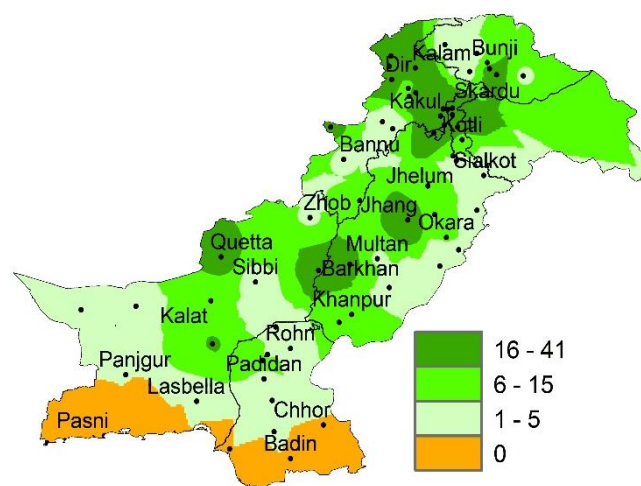 Kalam
Bunji
Dir
Skardu
Kakul
Kotli
Bannu
Sialkot
Jhelum
Zhob
Jhang
Okara
Quetta
Multan
Sibbi
Barkhan
Khanpur
Kalat
Rohn
Panjgur
Padidan
Lasbella
Pasni
Chhor
Badin
16 - 41
6 - 15
1 - 5
0